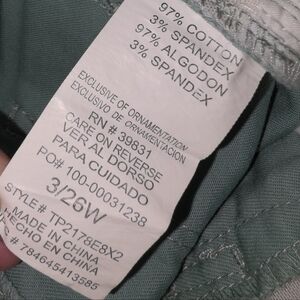 97% COTTON
3% SPANDEX
97% ALGODON
3% SPANDEX
EXCLUSIVE OF ORNAMENTATION
EXCLUSIVO DE ORNAMENTACION
RN # 39831
CARE ON REVERSE
VER AL DORSO
PARA CUIDADO
PO# 100-00031238
3/26W
STYLE# TP2178E8X2
MADE IN CHINA
HECHO EN CHINA
# 784645413585